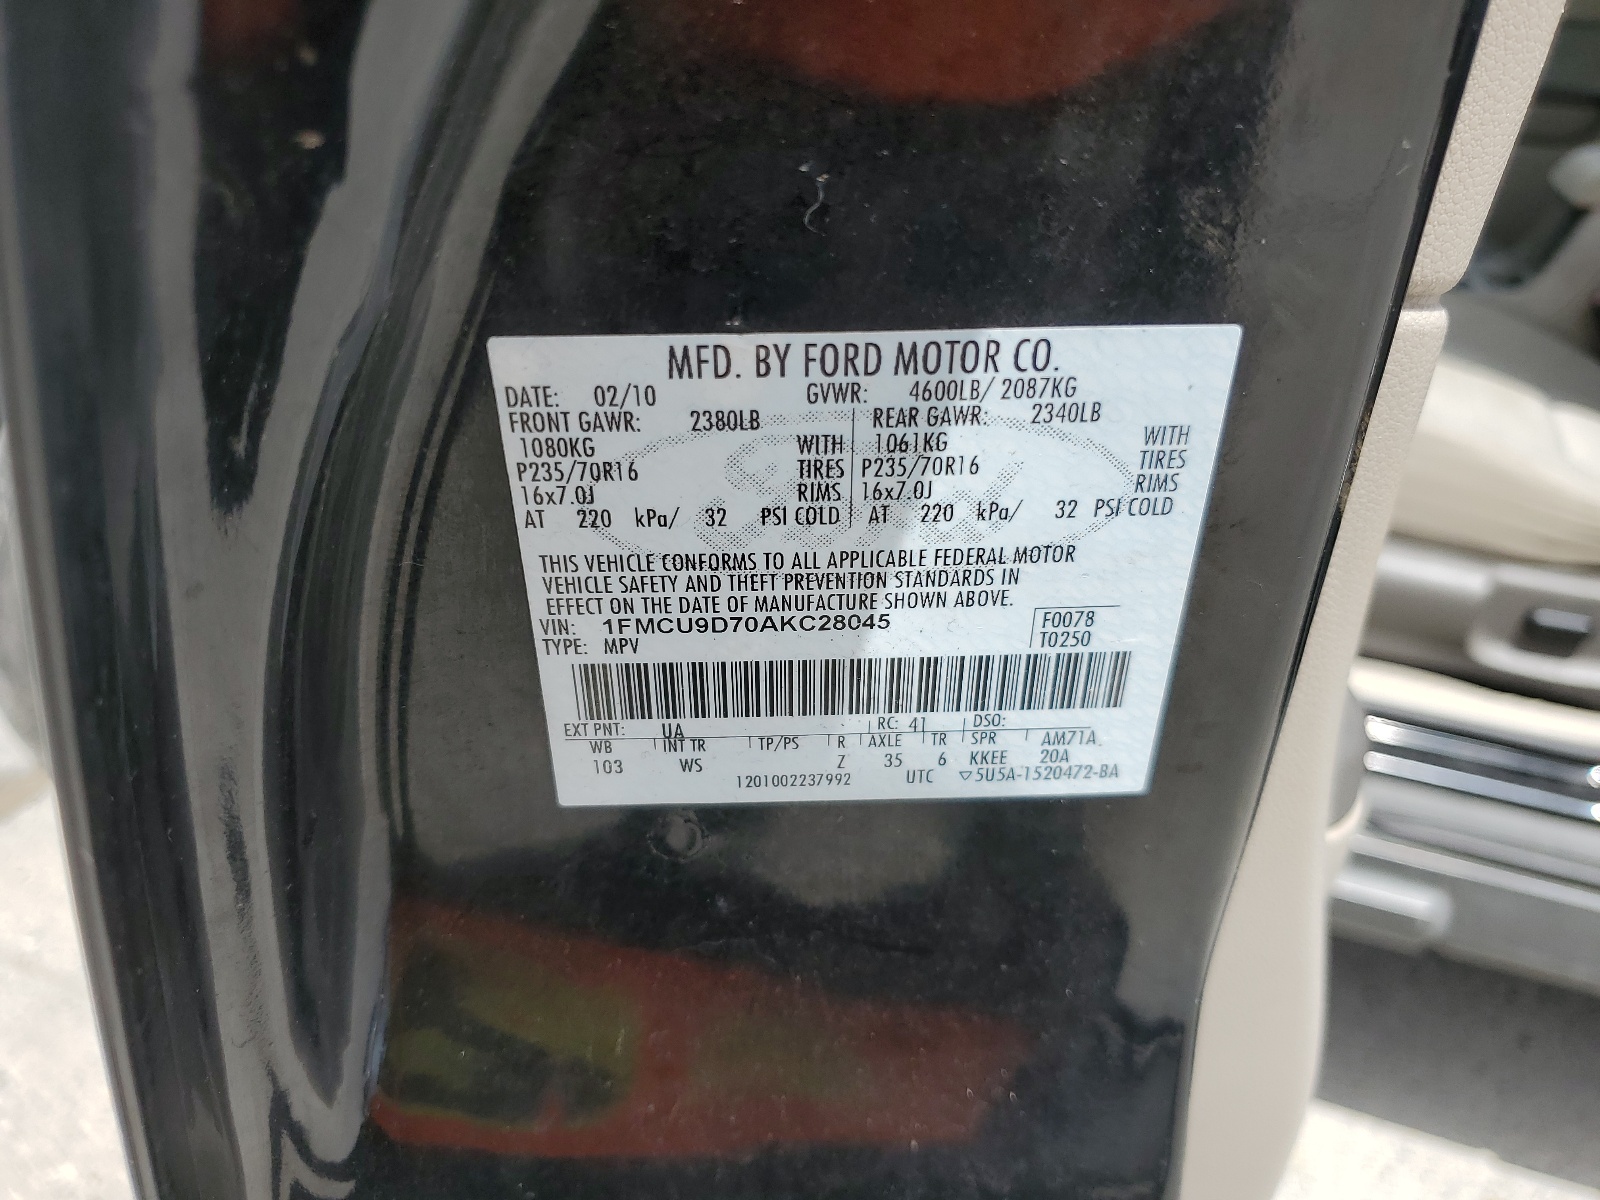 MFD. BY FORD MOTOR CO.
DATE: 02/10 GVWR: 4600LB/ 2087KG
FRONT GAWR: 2380LB REAR GAWR: 2340LB
1080KG WITH 1061KG WITH
P235/70R16 TIRES P235/70R16 TIRES
16x7.0J RIMS 16x7.0J RIMS
AT 220 kPa/ 32 PSI COLD AT 220 kPa/ 32 PSI COLD
THIS VEHICLE CONFORMS TO ALL APPLICABLE FEDERAL MOTOR
VEHICLE SAFETY AND THEFT PREVENTION STANDARDS IN
EFFECT ON THE DATE OF MANUFACTURE SHOWN ABOVE.
VIN: 1FMCU9D70AKC28045 F0078
TYPE: MPV T0250
EXT PNT: UA RC: 41 DSO:
WB INT TR TP/PS R AXLE TR SPR AM71A
103 WS Z 35 6 KKEE 20A
1201002237992 UTC ▽5U5A-1520472-BA